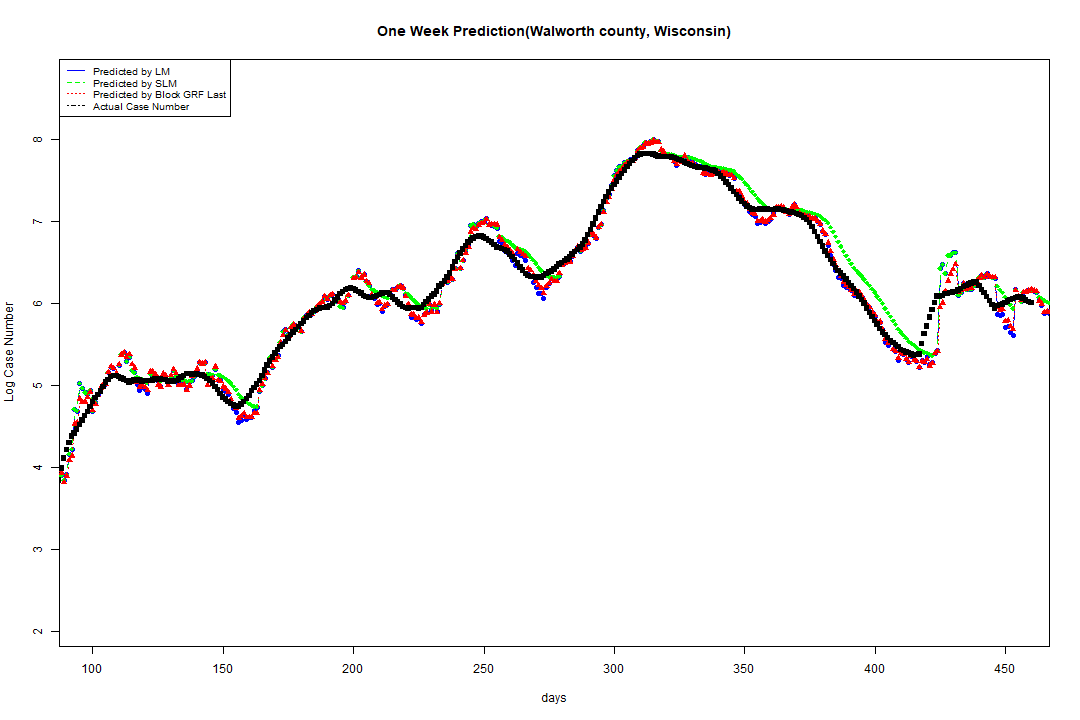 One Week Prediction(Walworth county, Wisconsin)
Predicted by LM
Predicted by SLM
Predicted by Block GRF Last
Actual Case Number
Log Case Number
8
7
6
5
4
3
2
100 150 200 250 300 350 400 450
days